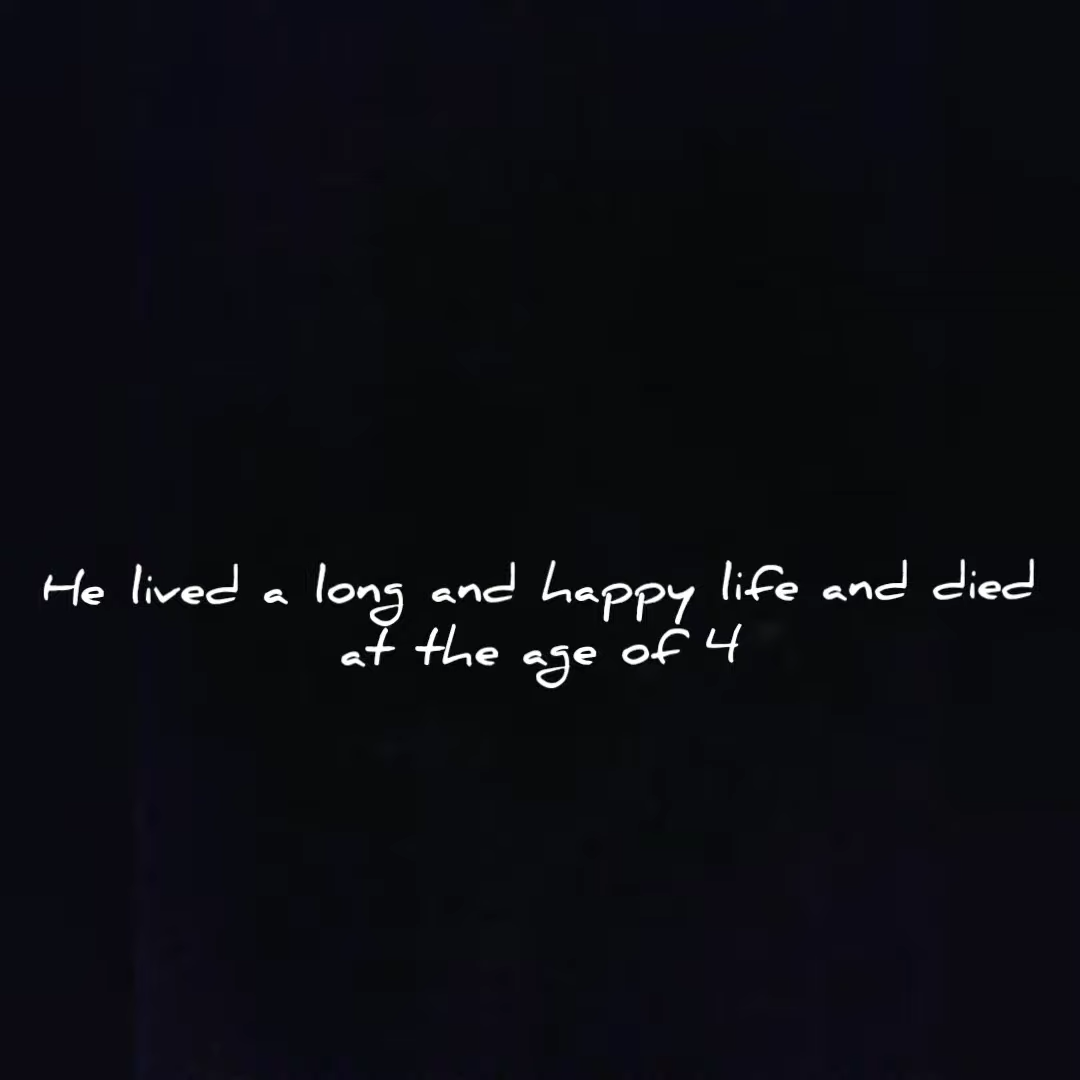 He lived a long and happy life and died
at the age of 4